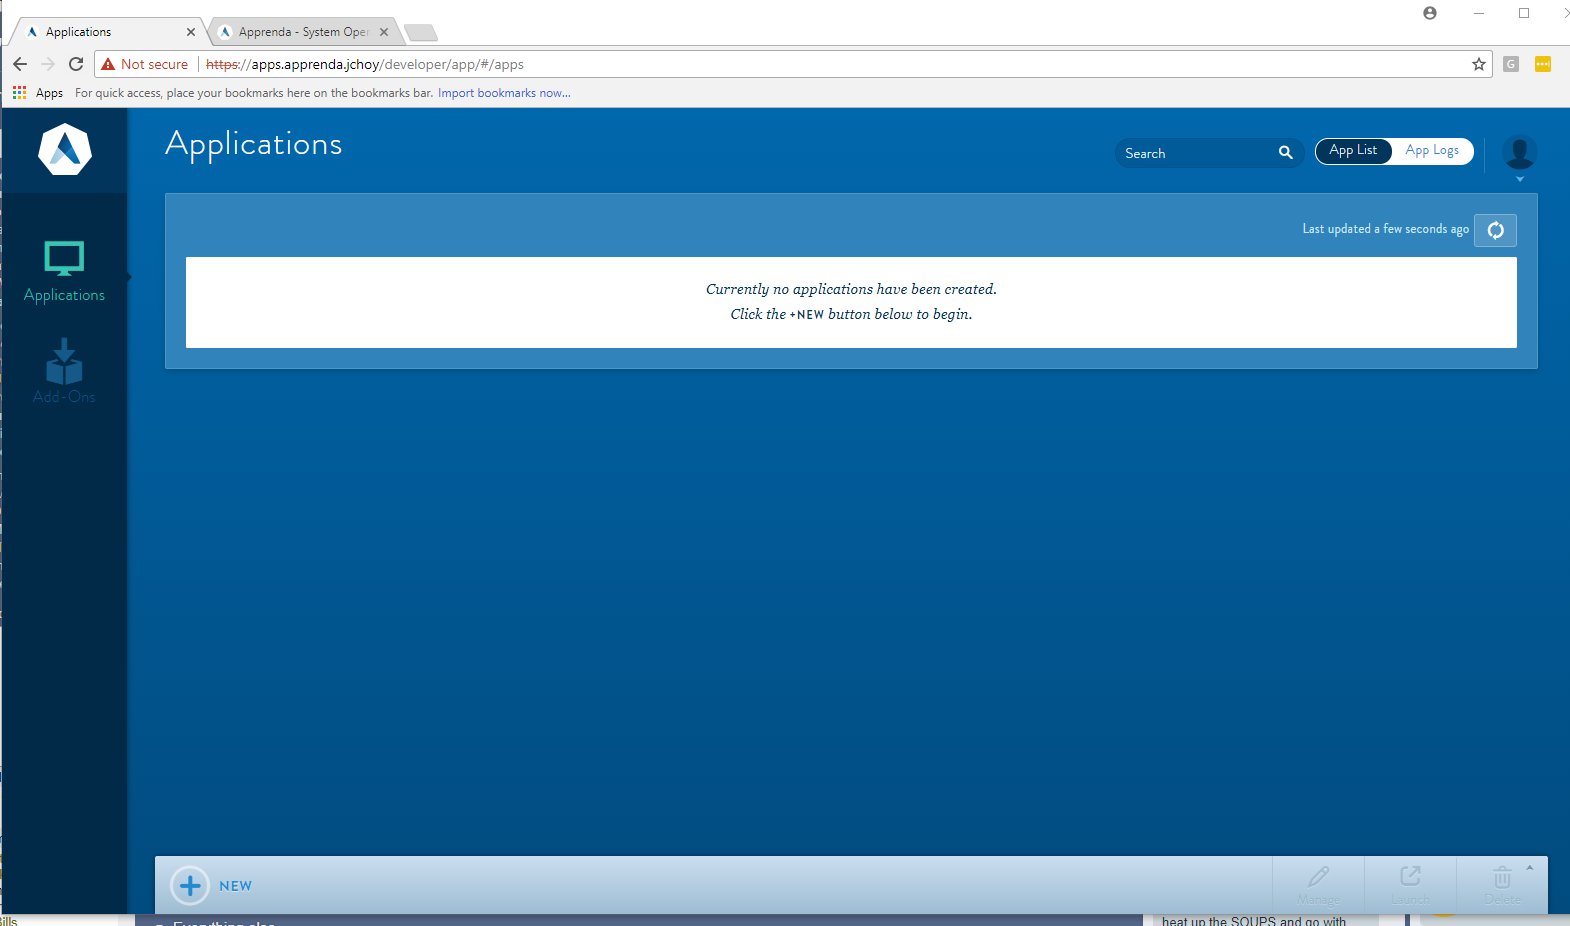 Applications
Apprenda - System Oper
Not secure
https://apps.apprenda.jchoy/developer/app/#/apps
G
Apps
For quick access, place your bookmarks here on the bookmarks bar. Import bookmarks now...
Applications
Search
App List
App Logs
Last updated a few seconds ago
Currently no applications have been created.
Click the +NEW button below to begin.
Applications
Add-Ons
NEW
Manage
Launch
Delete
heat up the SOUPS and go with